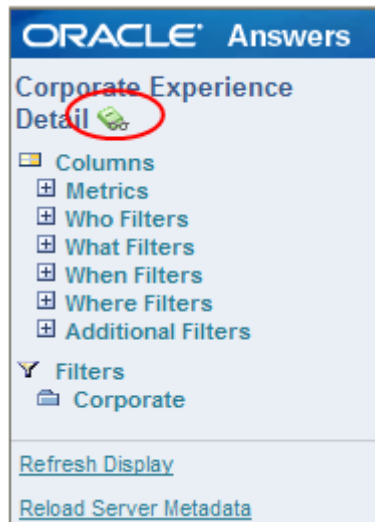 ORACLE Answers
Corporate Experience
Detail
Columns
Metrics
Who Filters
What Filters
When Filters
Where Filters
Additional Filters
Filters
Corporate
Refresh Display
Reload Server Metadata